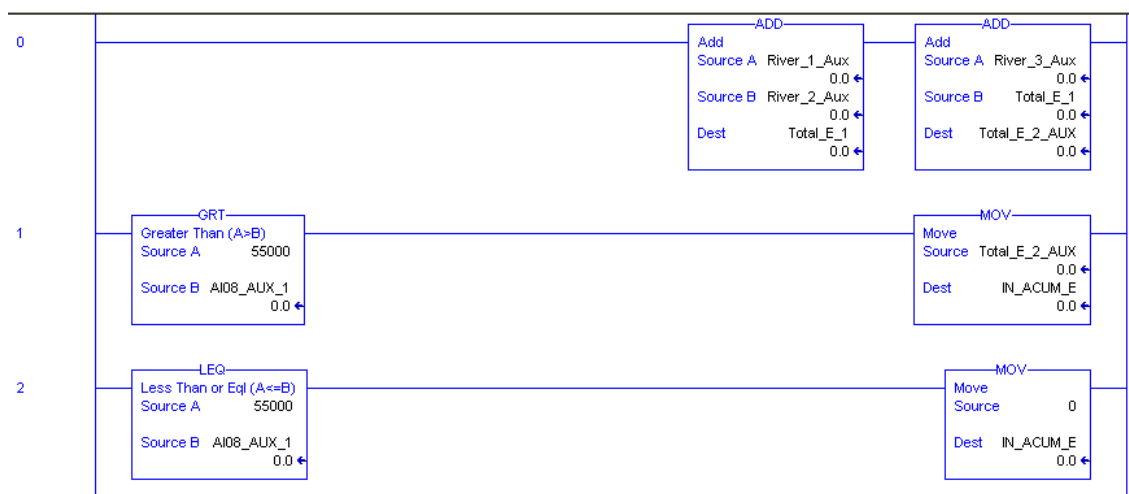 0
ADD
Add
Source A River_1_Aux
0.0
Source B River_2_Aux
0.0
Dest Total_E_1
0.0
ADD
Add
Source A River_3_Aux
0.0
Source B Total_E_1
0.0
Dest Total_E_2_AUX
0.0
1
GRT
Greater Than (A>B)
Source A 55000
Source B AI08_AUX_1
0.0
MOV
Move
Source Total_E_2_AUX
0.0
Dest IN_ACUM_E
0.0
2
LEQ
Less Than or Eql (A<=B)
Source A 55000
Source B AI08_AUX_1
0.0
MOV
Move
Source 0
Dest IN_ACUM_E
0.0